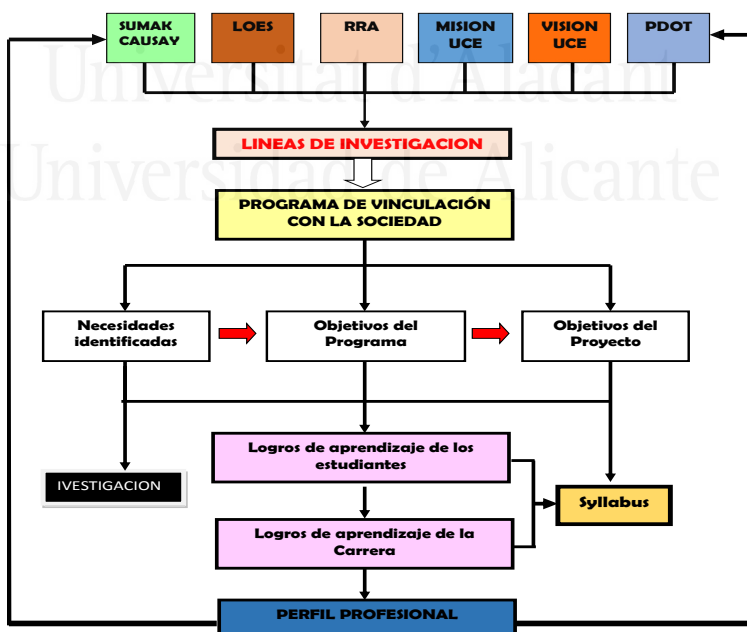 SUMAK
CAUSAY
LOES
RRA
MISION
UCE
VISION
UCE
PDOT
Universitat d'Alacant
Universidad de Alicante
LINEAS DE INVESTIGACION
PROGRAMA DE VINCULACIÓN
CON LA SOCIEDAD
Necesidades
identificadas
Objetivos del
Programa
Objetivos del
Proyecto
Logros de aprendizaje de los
estudiantes
IVESTIGACION
Syllabus
Logros de aprendizaje de la
Carrera
PERFIL PROFESIONAL